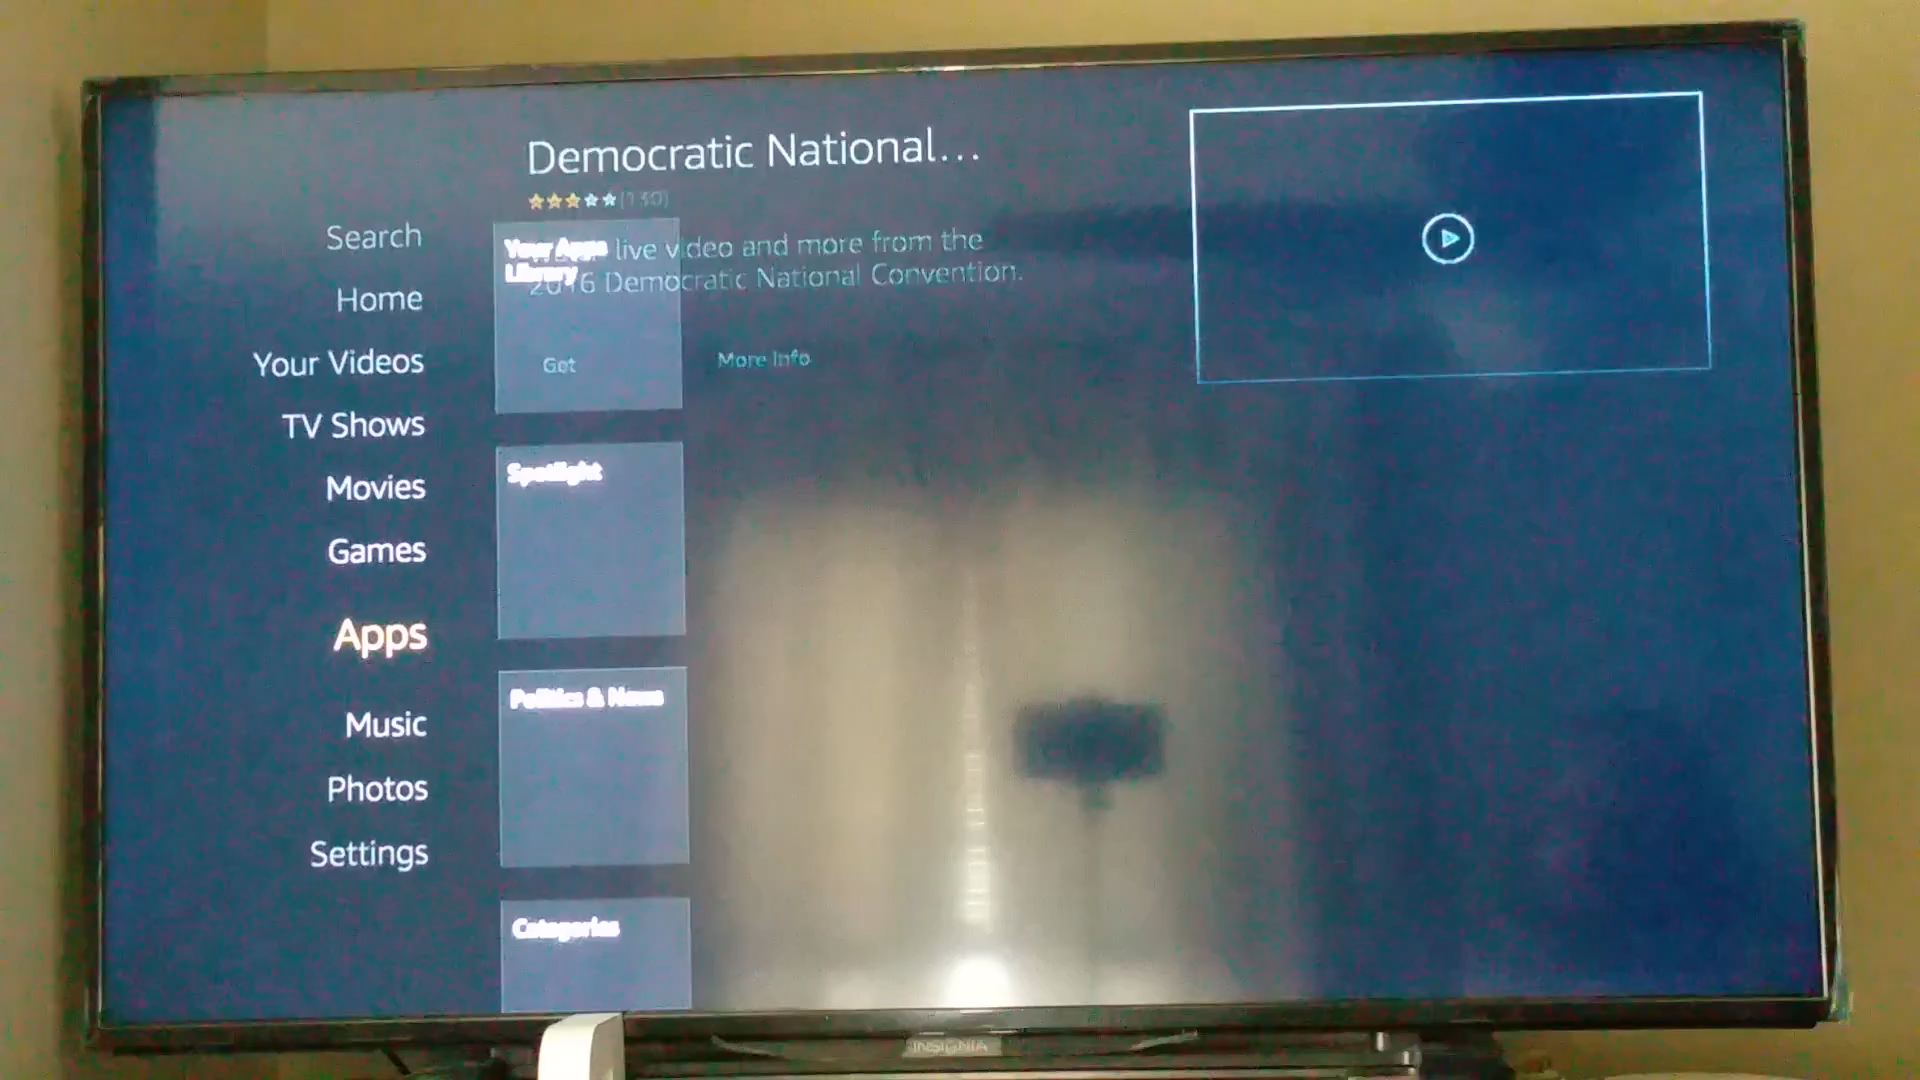 Democratic National...
(130)
live video and more from the
2016 Democratic National Convention.
Get
More Info
Search
Home
Your Videos
TV Shows
Movies
Games
Apps
Music
Photos
Settings
Your Apps
Library
Spotlight
Politics & News
Categories
INSIGNIA